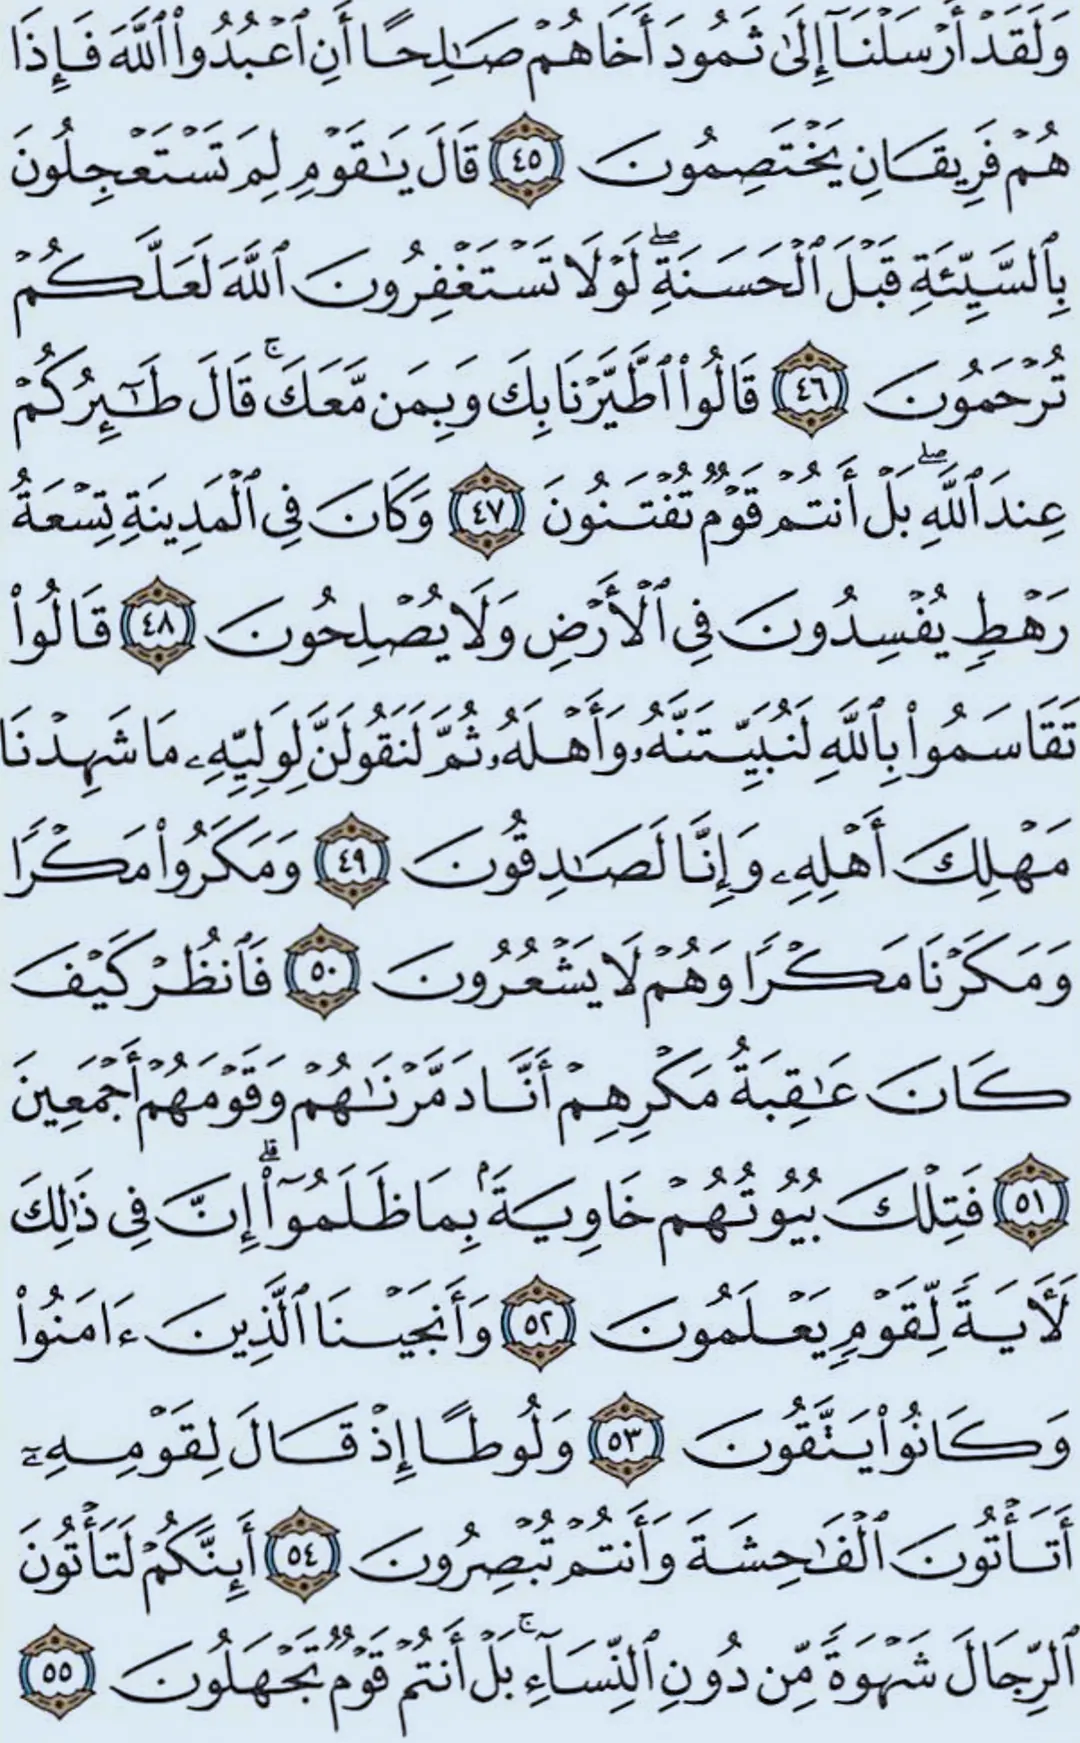 وَلَقَدْ أَرْسَلْنَآ إِلَىٰ ثَمُودَ أَخَاهُمْ صَٰلِحًا أَنِ ٱعْبُدُوا۟ ٱللَّهَ فَإِذَا
هُمْ فَرِيقَانِ يَخْتَصِمُونَ ٤٥ قَالَ يَٰقَوْمِ لِمَ تَسْتَعْجِلُونَ
بِٱلسَّيِّئَةِ قَبْلَ ٱلْحَسَنَةِ ۖ لَوْلَا تَسْتَغْفِرُونَ ٱللَّهَ لَعَلَّكُمْ
تُرْحَمُونَ ٤٦ قَالُوا۟ ٱطَّيَّرْنَا بِكَ وَبِمَن مَّعَكَ ۚ قَالَ طَٰٓئِرُكُمْ
عِندَ ٱللَّهِ ۖ بَلْ أَنتُمْ قَوْمٌ تُفْتَنُونَ ٤٧ وَكَانَ فِى ٱلْمَدِينَةِ تِسْعَةُ
رَهْطٍ يُفْسِدُونَ فِى ٱلْأَرْضِ وَلَا يُصْلِحُونَ ٤٨ قَالُوا۟
تَقَاسَمُوا۟ بِٱللَّهِ لَنُبَيِّتَنَّهُۥ وَأَهْلَهُۥ ثُمَّ لَنَقُولَنَّ لِوَلِيِّهِۦ مَا شَهِدْنَا
مَهْلِكَ أَهْلِهِۦ وَإِنَّا لَصَٰدِقُونَ ٤٩ وَمَكَرُوا۟ مَكْرًا
وَمَكَرْنَا مَكْرًا وَهُمْ لَا يَشْعُرُونَ ٥٠ فَٱنظُرْ كَيْفَ
كَانَ عَٰقِبَةُ مَكْرِهِمْ أَنَّا دَمَّرْنَٰهُمْ وَقَوْمَهُمْ أَجْمَعِينَ
٥١ فَتِلْكَ بُيُوتُهُمْ خَاوِيَةًۢ بِمَا ظَلَمُوٓا۟ ۗ إِنَّ فِى ذَٰلِكَ
لَءَايَةً لِّقَوْمٍ يَعْلَمُونَ ٥٢ وَأَنجَيْنَا ٱلَّذِينَ ءَامَنُوا۟
وَكَانُوا۟ يَتَّقُونَ ٥٣ وَلُوطًا إِذْ قَالَ لِقَوْمِهِۦٓ
أَتَأْتُونَ ٱلْفَٰحِشَةَ وَأَنتُمْ تُبْصِرُونَ ٥٤ أَئِنَّكُمْ لَتَأْتُونَ
ٱلرِّجَالَ شَهْوَةً مِّن دُونِ ٱلنِّسَآءِ ۚ بَلْ أَنتُمْ قَوْمٌ تَجْهَلُونَ ٥٥